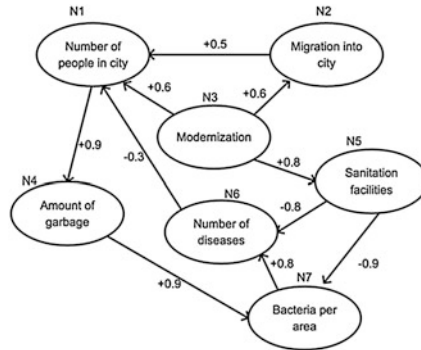 N1
N2
Number of
people in city
+0.5
Migration into
city
+0.6
N3
+0.6
Modernization
+0.9
-0.3
+0.8
N5
N4
N6
Sanitation
facilities
Amount of
garbage
Number of
diseases
-0.8
+0.8
-0.9
N7
+0.9
Bacteria per
area